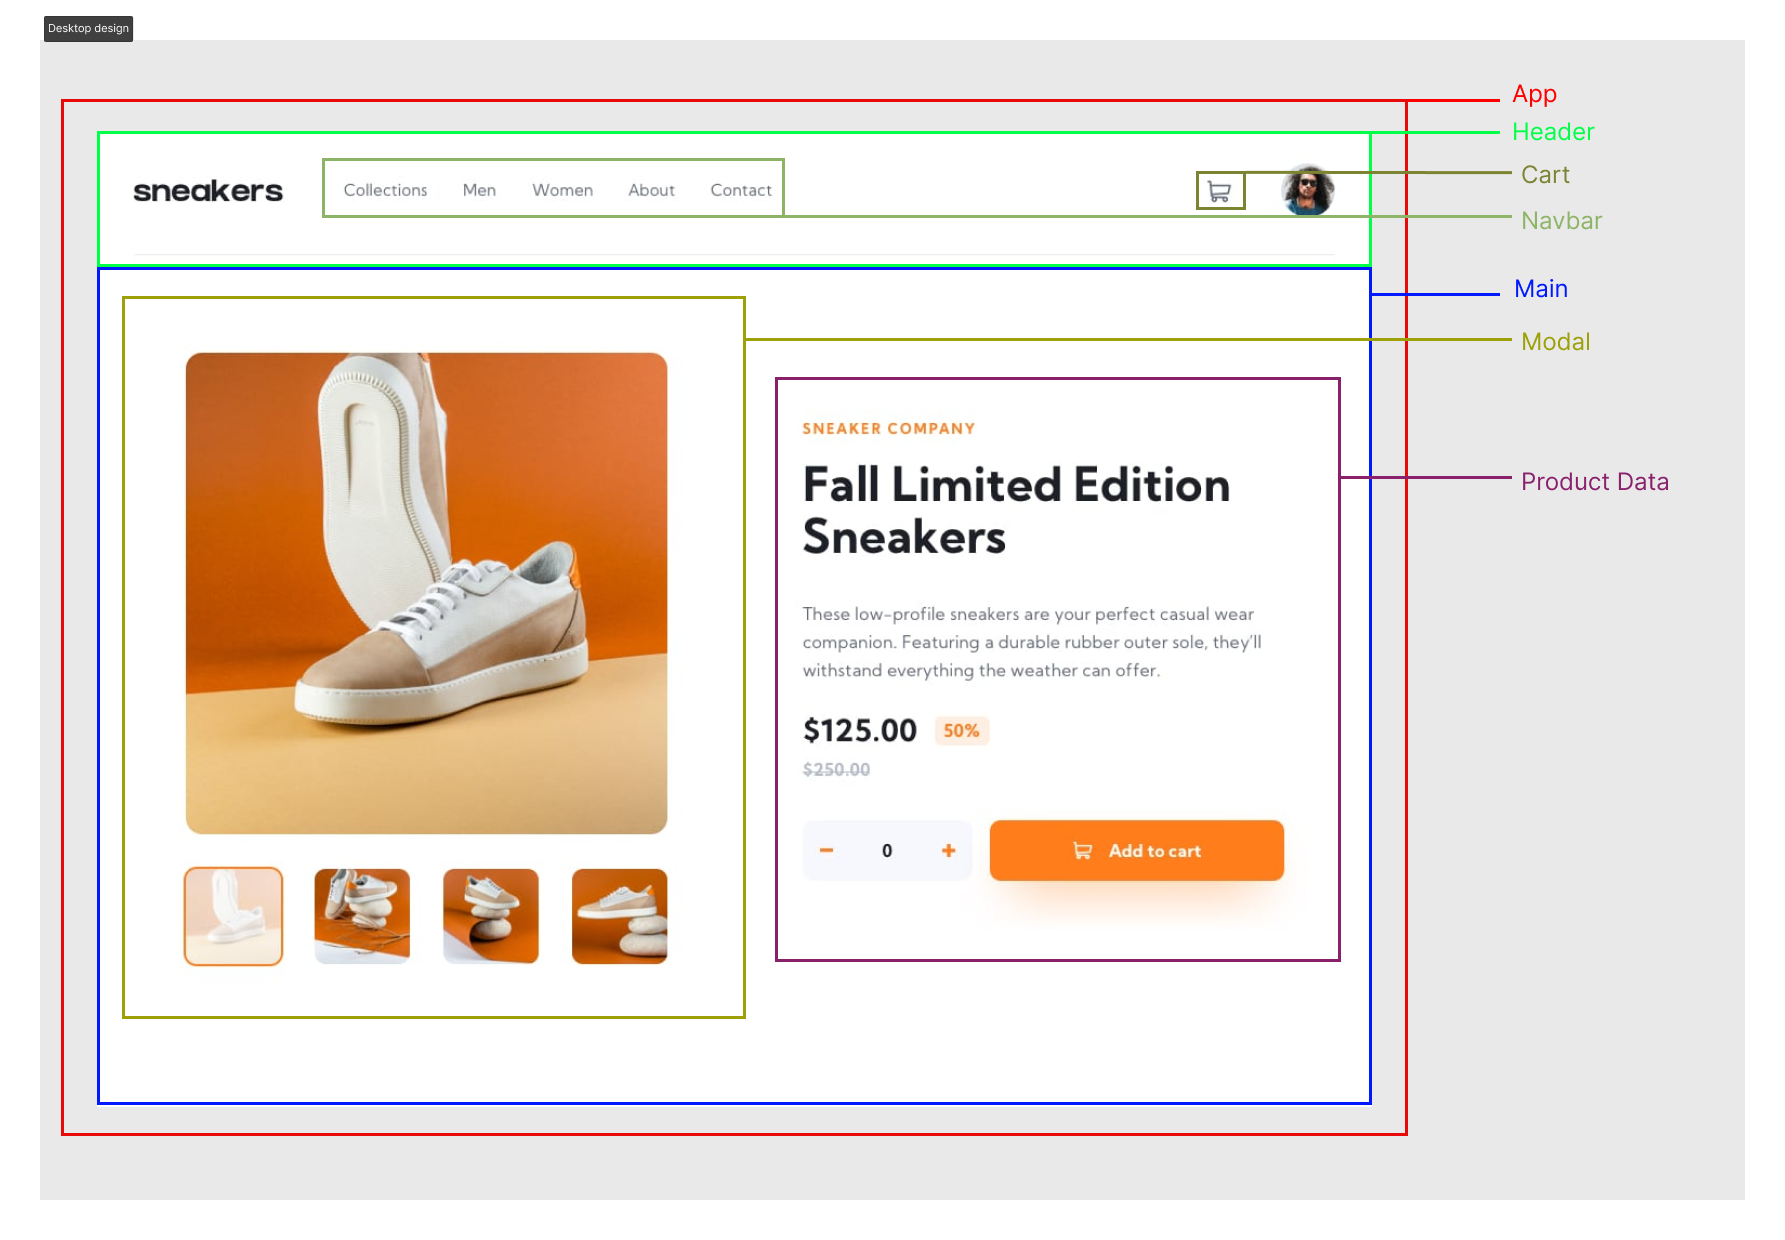 Desktop design
App
Header
sneakers
Collections Men Women About Contact
Cart
Navbar
Main
Modal
SNEAKER COMPANY
Fall Limited Edition
Sneakers
Product Data
These low-profile sneakers are your perfect casual wear
companion. Featuring a durable rubber outer sole, they'll
withstand everything the weather can offer.
$125.00 50%
$250.00
0 Add to cart